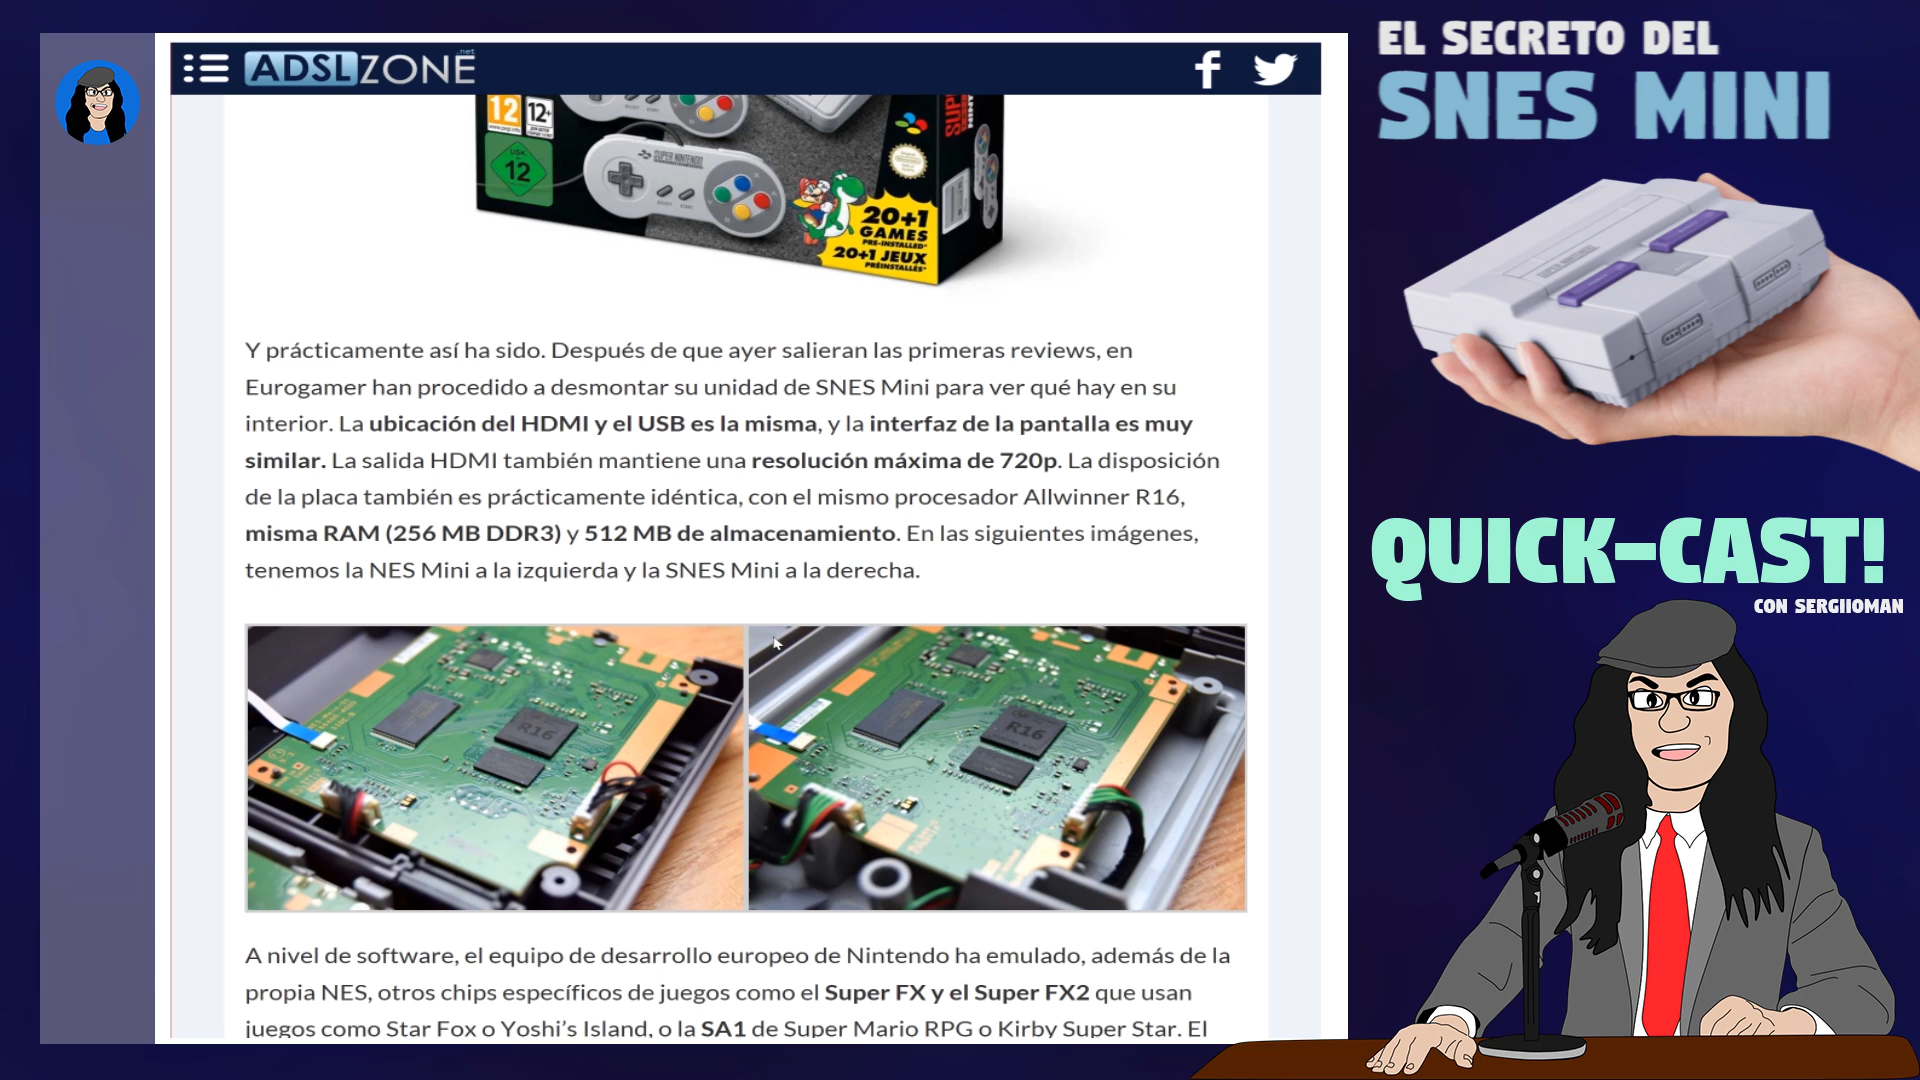 ADSLZONE
.net
EL SECRETO DEL
SNES MINI
12
12+
USK
12
SUPER NINTENDO
SELECT
START
20+1
GAMES
PRE-INSTALLED*
20+1 JEUX
PRÉINSTALLÉS*
Y prácticamente así ha sido. Después de que ayer salieran las primeras reviews, en
Eurogamer han procedido a desmontar su unidad de SNES Mini para ver qué hay en su
interior. La ubicación del HDMI y el USB es la misma, y la interfaz de la pantalla es muy
similar. La salida HDMI también mantiene una resolución máxima de 720p. La disposición
de la placa también es prácticamente idéntica, con el mismo procesador Allwinner R16,
misma RAM (256 MB DDR3) y 512 MB de almacenamiento. En las siguientes imágenes,
tenemos la NES Mini a la izquierda y la SNES Mini a la derecha.
R16
R16
A nivel de software, el equipo de desarrollo europeo de Nintendo ha emulado, además de la
propia NES, otros chips específicos de juegos como el Super FX y el Super FX2 que usan
juegos como Star Fox o Yoshi's Island, o la SA1 de Super Mario RPG o Kirby Super Star. El
QUICK-CAST!
CON SERGIIOMAN